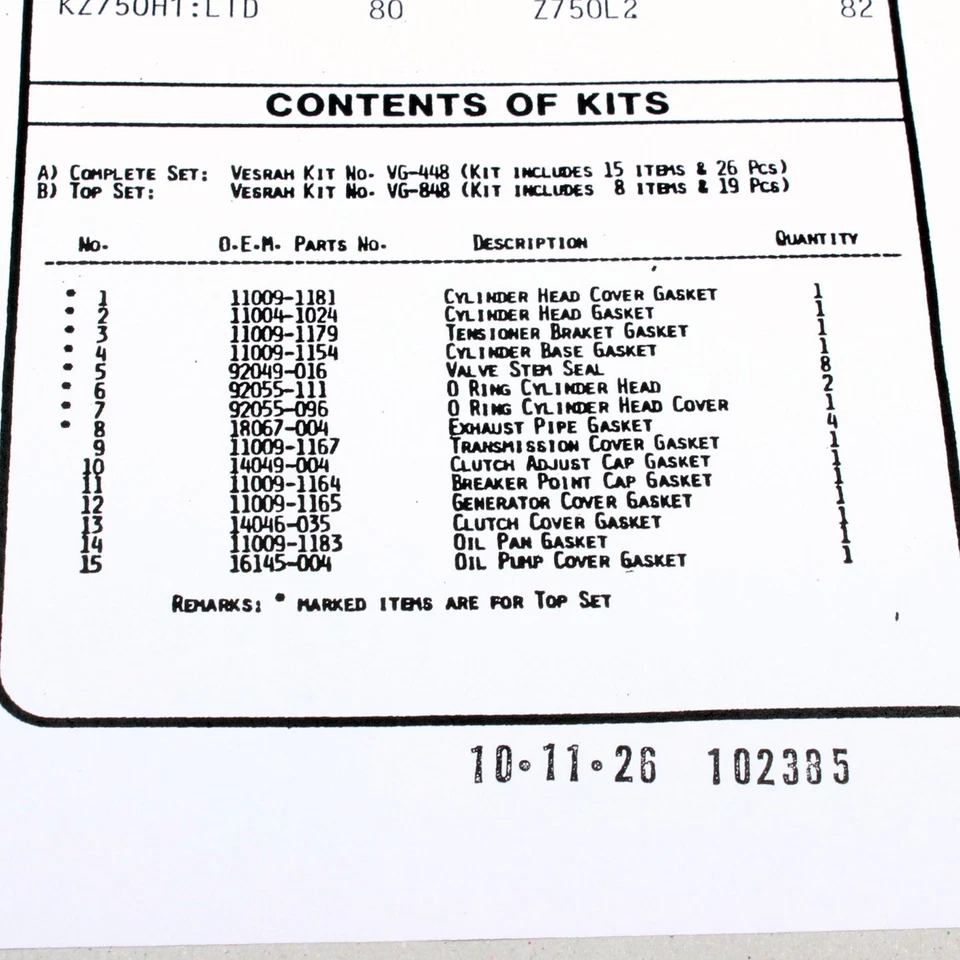 KZ750H1:LTD 80 Z750L2 82
CONTENTS OF KITS
A) COMPLETE SET: VESRAH KIT NO. VG-448 (KIT INCLUDES 15 ITEMS & 26 PCS)
B) TOP SET: VESRAH KIT NO. VG-848 (KIT INCLUDES 8 ITEMS & 19 PCS)
NO. O.E.M. PARTS NO. DESCRIPTION QUANTITY
* 1 11009-1181 CYLINDER HEAD COVER GASKET 1
* 2 11004-1024 CYLINDER HEAD GASKET 1
* 3 11009-1179 TENSIONER BRAKET GASKET 1
* 4 11009-1154 CYLINDER BASE GASKET 1
* 5 92049-016 VALVE STEM SEAL 8
* 6 92055-111 O RING CYLINDER HEAD 2
* 7 92055-096 O RING CYLINDER HEAD COVER 1
* 8 18067-004 EXHAUST PIPE GASKET 4
9 11009-1167 TRANSMISSION COVER GASKET 1
10 14049-004 CLUTCH ADJUST CAP GASKET 1
11 11009-1164 BREAKER POINT CAP GASKET 1
12 11009-1165 GENERATOR COVER GASKET 1
13 14046-035 CLUTCH COVER GASKET 1
14 11009-1183 OIL PAN GASKET 1
15 16145-004 OIL PUMP COVER GASKET 1
REMARKS: * MARKED ITEMS ARE FOR TOP SET
10·11·26 102385